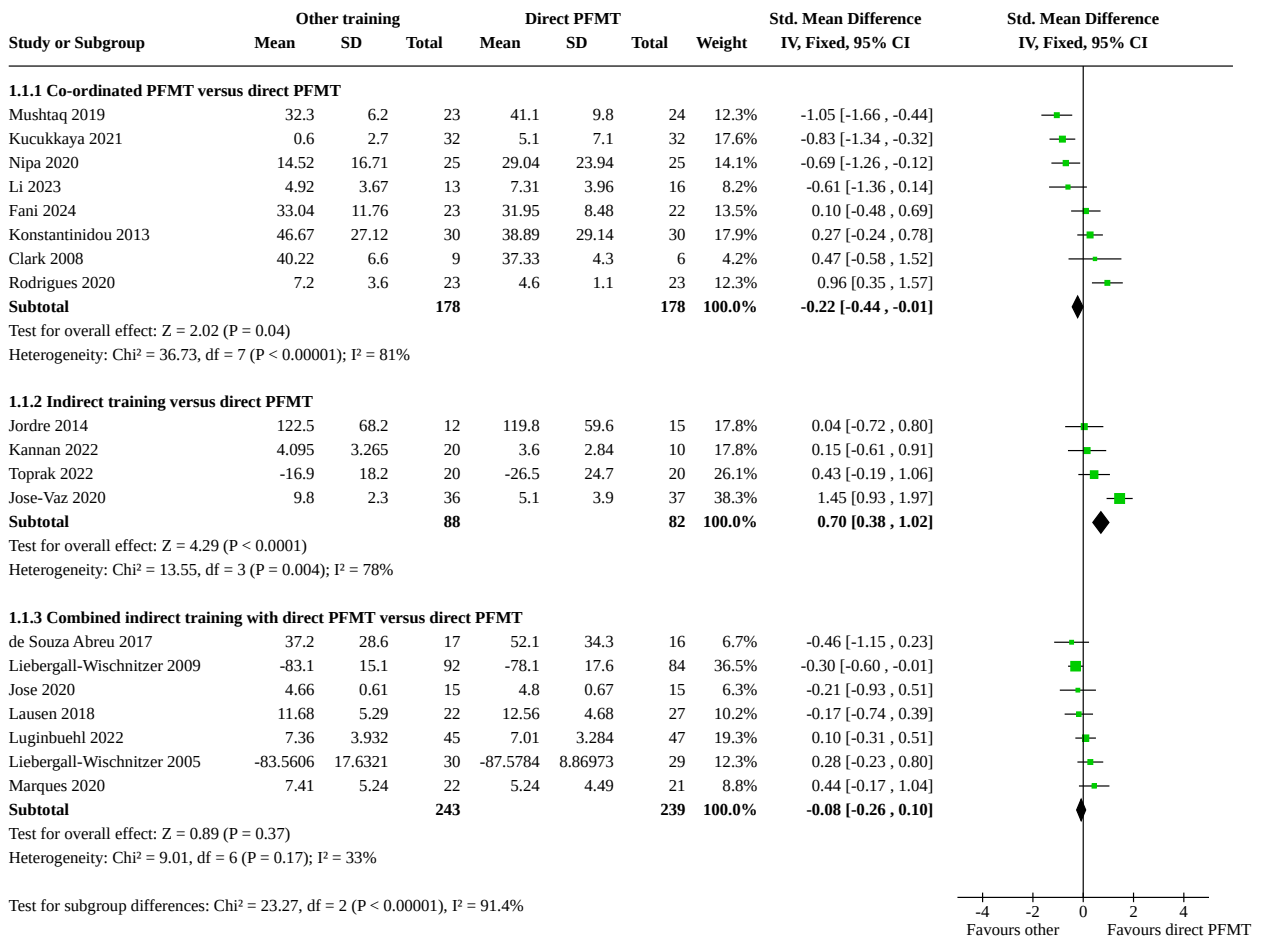 Other training Direct PFMT Std. Mean Difference Std. Mean Difference
Study or Subgroup Mean SD Total Mean SD Total Weight IV, Fixed, 95% CI IV, Fixed, 95% CI
1.1.1 Co-ordinated PFMT versus direct PFMT
Mushtaq 2019 32.3 6.2 23 41.1 9.8 24 12.3% -1.05 [-1.66 , -0.44]
Kucukkaya 2021 0.6 2.7 32 5.1 7.1 32 17.6% -0.83 [-1.34 , -0.32]
Nipa 2020 14.52 16.71 25 29.04 23.94 25 14.1% -0.69 [-1.26 , -0.12]
Li 2023 4.92 3.67 13 7.31 3.96 16 8.2% -0.61 [-1.36 , 0.14]
Fani 2024 33.04 11.76 23 31.95 8.48 22 13.5% 0.10 [-0.48 , 0.69]
Konstantinidou 2013 46.67 27.12 30 38.89 29.14 30 17.9% 0.27 [-0.24 , 0.78]
Clark 2008 40.22 6.6 9 37.33 4.3 6 4.2% 0.47 [-0.58 , 1.52]
Rodrigues 2020 7.2 3.6 23 4.6 1.1 23 12.3% 0.96 [0.35 , 1.57]
Subtotal 178 178 100.0% -0.22 [-0.44 , -0.01]
Test for overall effect: Z = 2.02 (P = 0.04)
Heterogeneity: Chi² = 36.73, df = 7 (P < 0.00001); I² = 81%
1.1.2 Indirect training versus direct PFMT
Jordre 2014 122.5 68.2 12 119.8 59.6 15 17.8% 0.04 [-0.72 , 0.80]
Kannan 2022 4.095 3.265 20 3.6 2.84 10 17.8% 0.15 [-0.61 , 0.91]
Toprak 2022 -16.9 18.2 20 -26.5 24.7 20 26.1% 0.43 [-0.19 , 1.06]
Jose-Vaz 2020 9.8 2.3 36 5.1 3.9 37 38.3% 1.45 [0.93 , 1.97]
Subtotal 88 82 100.0% 0.70 [0.38 , 1.02]
Test for overall effect: Z = 4.29 (P < 0.0001)
Heterogeneity: Chi² = 13.55, df = 3 (P = 0.004); I² = 78%
1.1.3 Combined indirect training with direct PFMT versus direct PFMT
de Souza Abreu 2017 37.2 28.6 17 52.1 34.3 16 6.7% -0.46 [-1.15 , 0.23]
Liebergall-Wischnitzer 2009 -83.1 15.1 92 -78.1 17.6 84 36.5% -0.30 [-0.60 , -0.01]
Jose 2020 4.66 0.61 15 4.8 0.67 15 6.3% -0.21 [-0.93 , 0.51]
Lausen 2018 11.68 5.29 22 12.56 4.68 27 10.2% -0.17 [-0.74 , 0.39]
Luginbuehl 2022 7.36 3.932 45 7.01 3.284 47 19.3% 0.10 [-0.31 , 0.51]
Liebergall-Wischnitzer 2005 -83.5606 17.6321 30 -87.5784 8.86973 29 12.3% 0.28 [-0.23 , 0.80]
Marques 2020 7.41 5.24 22 5.24 4.49 21 8.8% 0.44 [-0.17 , 1.04]
Subtotal 243 239 100.0% -0.08 [-0.26 , 0.10]
Test for overall effect: Z = 0.89 (P = 0.37)
Heterogeneity: Chi² = 9.01, df = 6 (P = 0.17); I² = 33%
Test for subgroup differences: Chi² = 23.27, df = 2 (P < 0.00001), I² = 91.4%
-4 -2 0 2 4
Favours other Favours direct PFMT